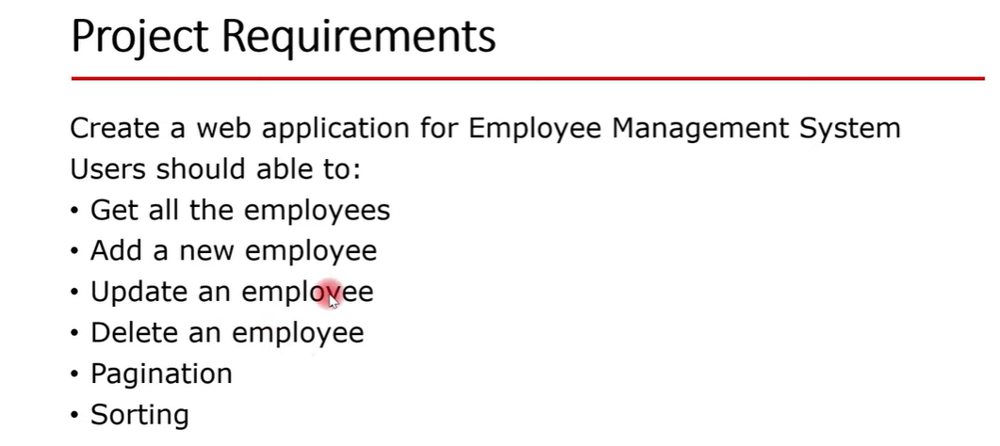 Project Requirements
Create a web application for Employee Management System
Users should able to:
• Get all the employees
• Add a new employee
• Update an employee
• Delete an employee
• Pagination
• Sorting